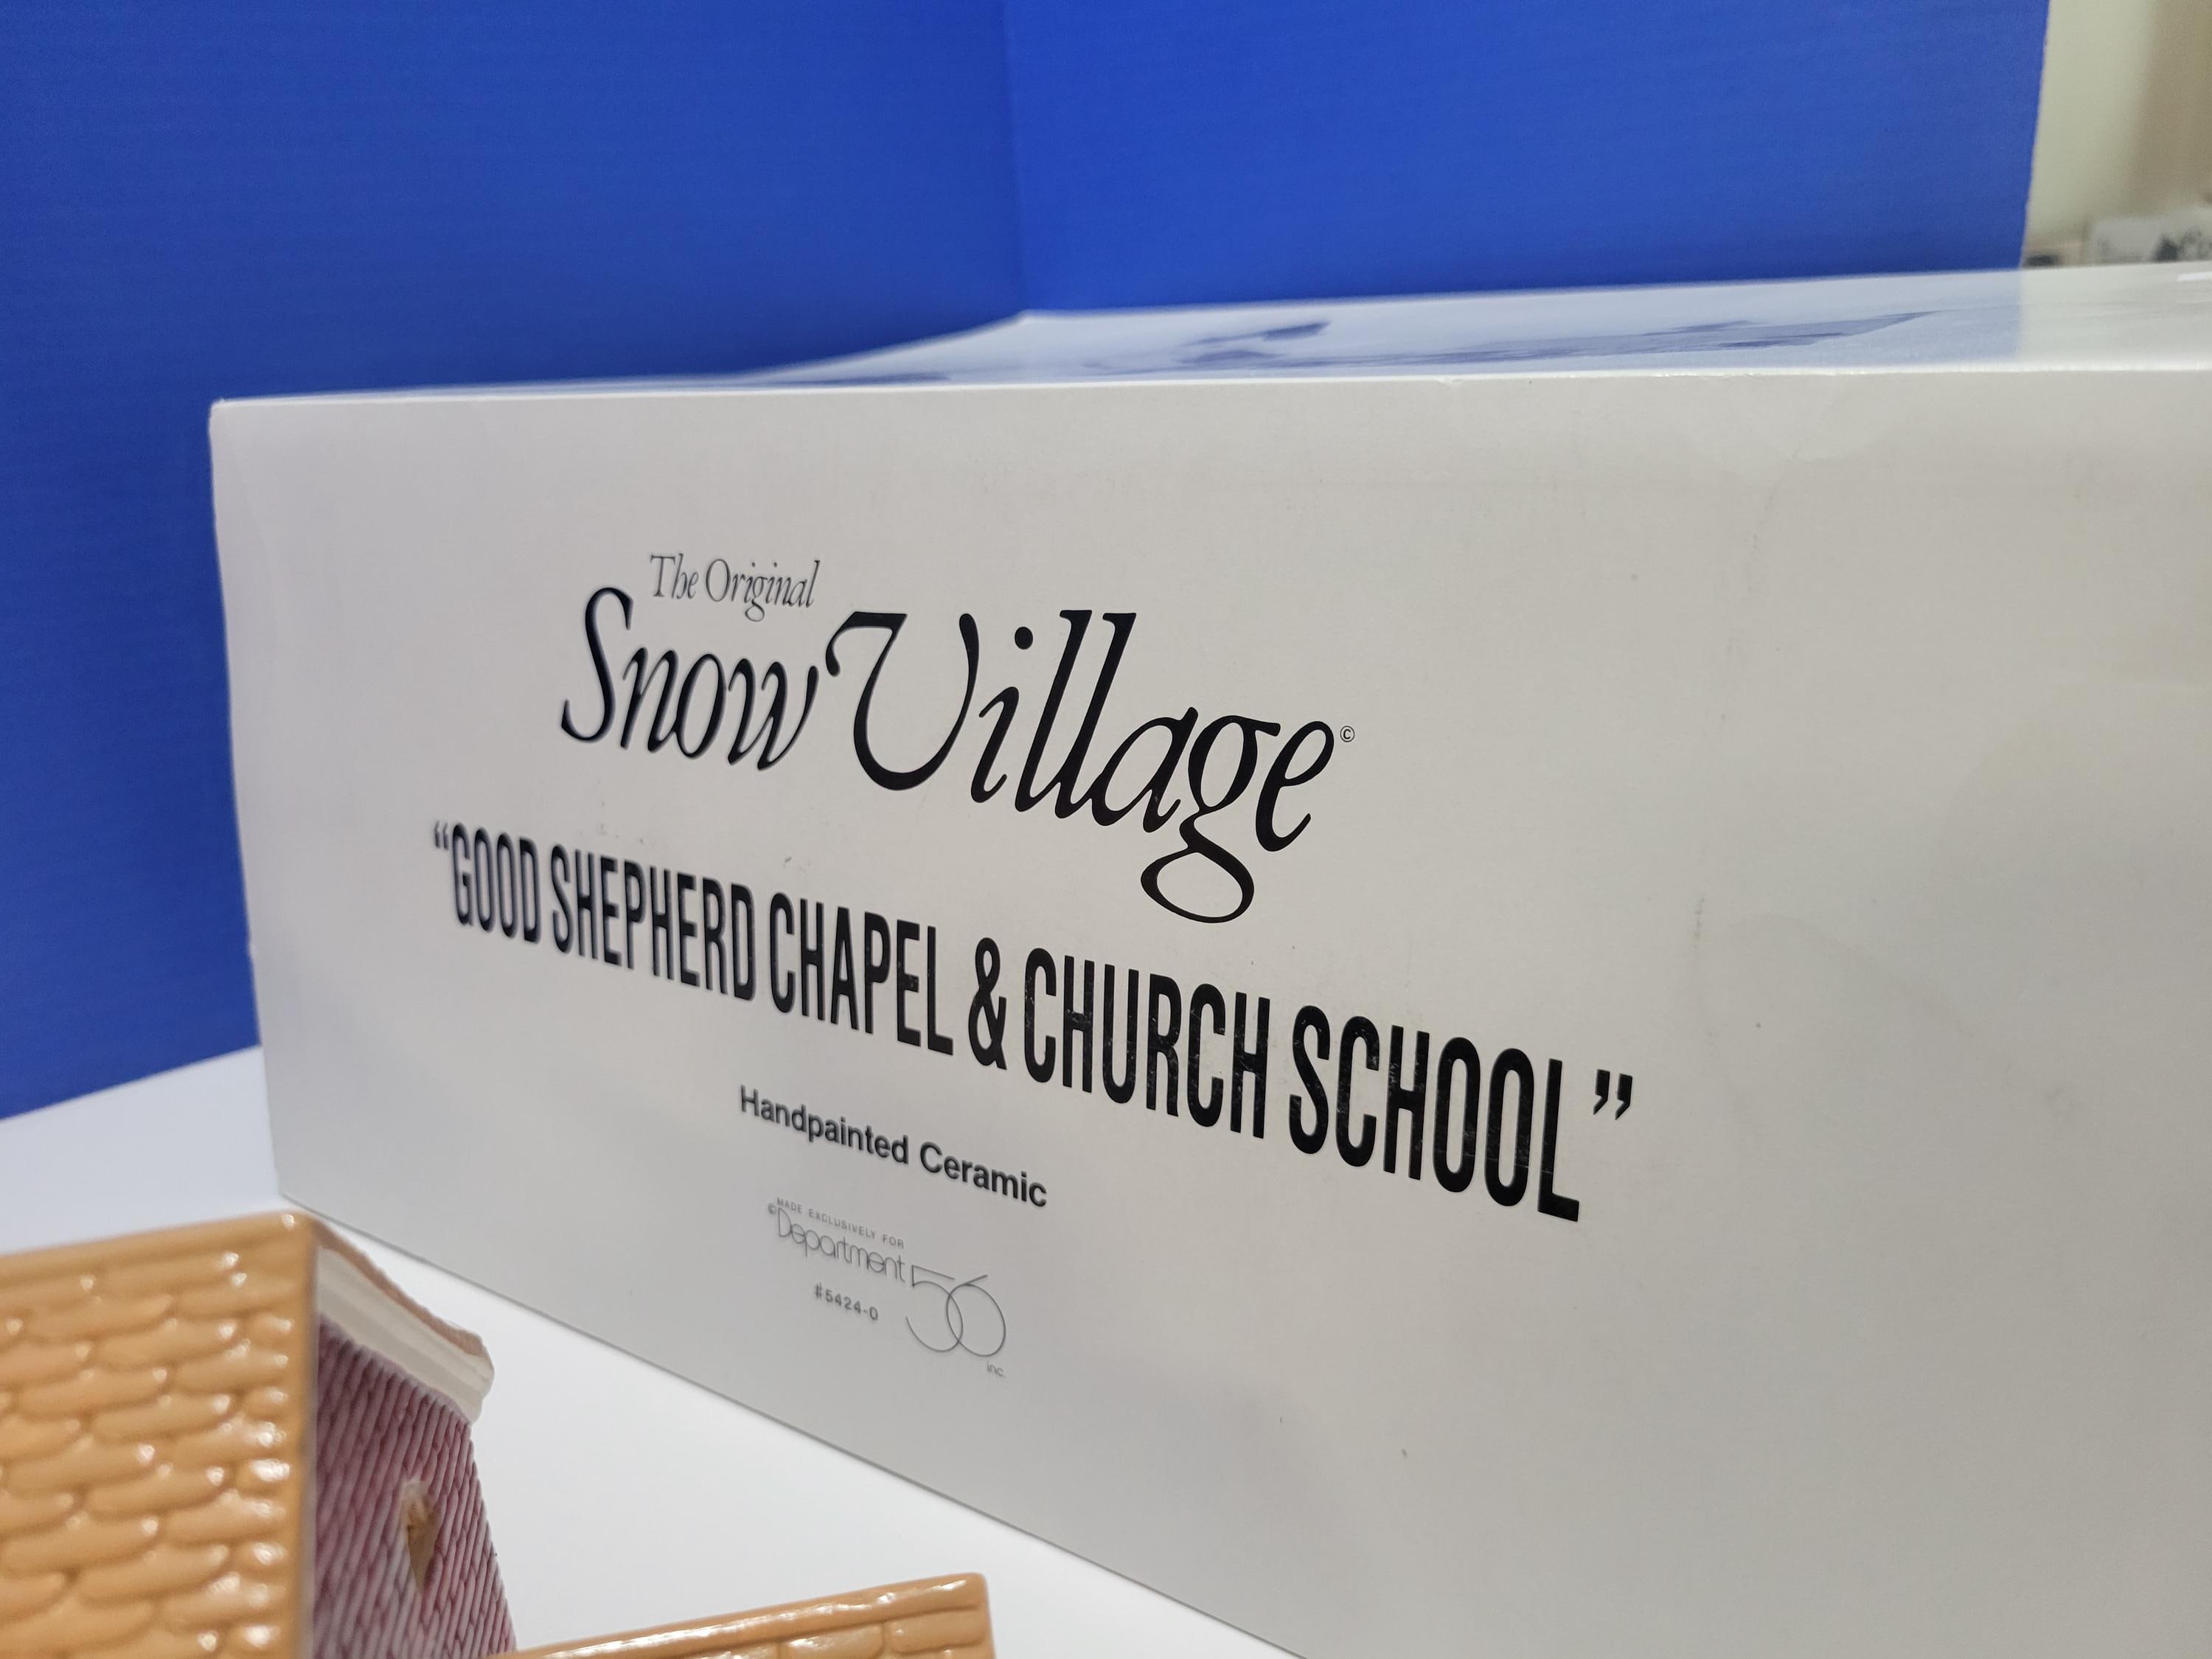 The Original
Snow Village©
“GOOD SHEPHERD CHAPEL & CHURCH SCHOOL”
Handpainted Ceramic
MADE EXCLUSIVELY FOR
©Department 56
#5424-0
inc.